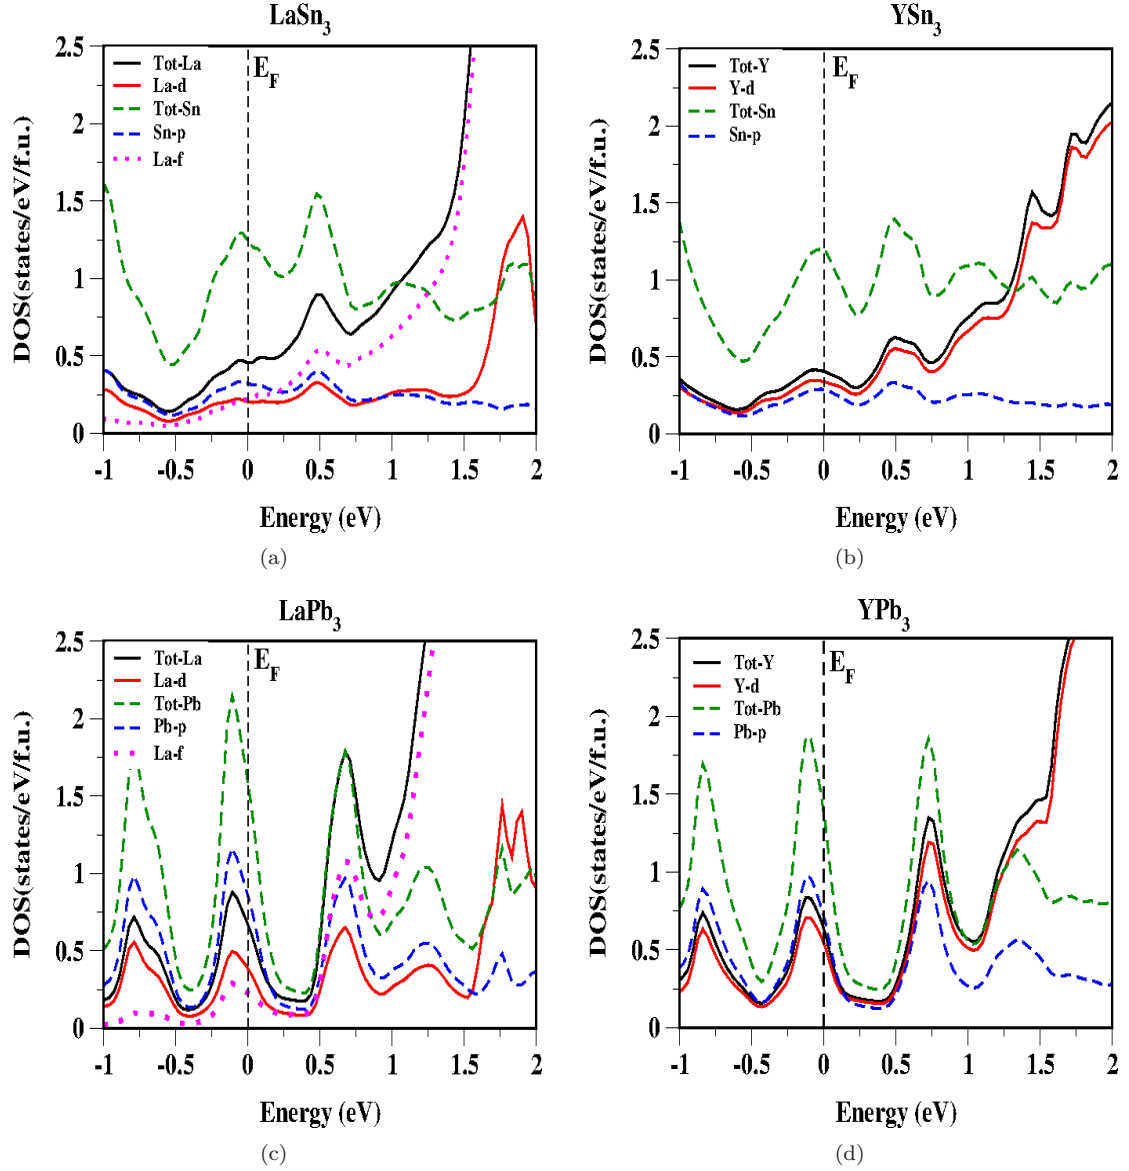 LaSn3
2.5
2
1.5
1
0.5
0
DOS(states/eV/f.u.)
Tot-La
La-d
Tot-Sn
Sn-p
La-f
EF
-1 -0.5 0 0.5 1 1.5 2
Energy (eV)
(a)
YSn3
2.5
2
1.5
1
0.5
0
DOS(states/eV/f.u.)
Tot-Y
Y-d
Tot-Sn
Sn-p
EF
-1 -0.5 0 0.5 1 1.5 2
Energy (eV)
(b)
LaPb3
2.5
2
1.5
1
0.5
0
DOS(states/eV/f.u.)
Tot-La
La-d
Tot-Pb
Pb-p
La-f
EF
-1 -0.5 0 0.5 1 1.5 2
Energy (eV)
(c)
YPb3
2.5
2
1.5
1
0.5
0
DOS(states/eV/f.u.)
Tot-Y
Y-d
Tot-Pb
Pb-p
EF
-1 -0.5 0 0.5 1 1.5 2
Energy (eV)
(d)